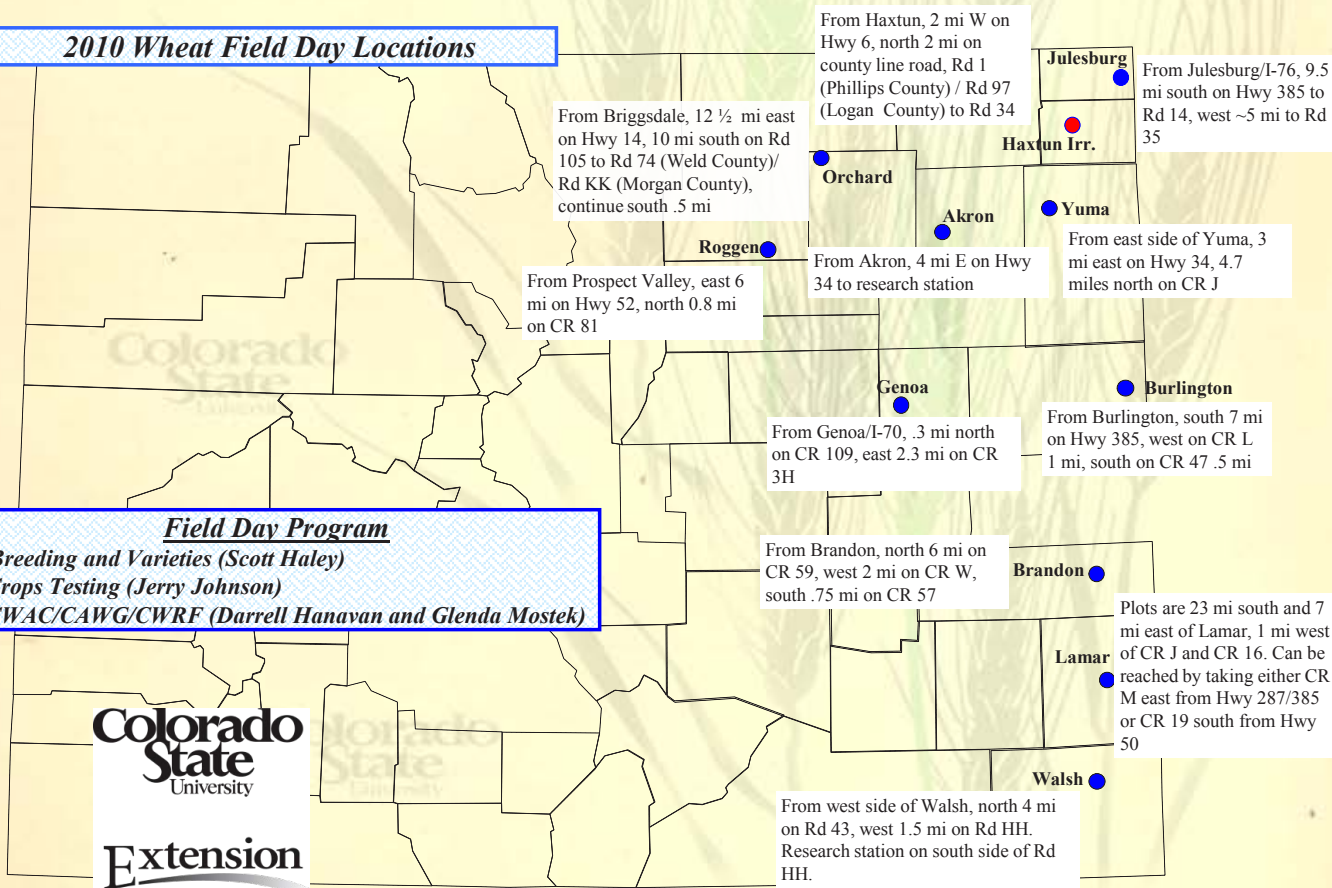 2010 Wheat Field Day Locations
From Haxtun, 2 mi W on
Hwy 6, north 2 mi on
county line road, Rd 1
(Phillips County) / Rd 97
(Logan County) to Rd 34
Julesburg
From Julesburg/I-76, 9.5
mi south on Hwy 385 to
Rd 14, west ~5 mi to Rd
35
Haxtun Irr.
From Briggsdale, 12 ½ mi east
on Hwy 14, 10 mi south on Rd
105 to Rd 74 (Weld County)/
Rd KK (Morgan County),
continue south .5 mi
Orchard
Akron
Yuma
Roggen
From Akron, 4 mi E on Hwy
34 to research station
From east side of Yuma, 3
mi east on Hwy 34, 4.7
miles north on CR J
From Prospect Valley, east 6
mi on Hwy 52, north 0.8 mi
on CR 81
Colorado
State
University
Genoa
Burlington
From Genoa/I-70, .3 mi north
on CR 109, east 2.3 mi on CR
3H
From Burlington, south 7 mi
on Hwy 385, west on CR L
1 mi, south on CR 47 .5 mi
Field Day Program
Breeding and Varieties (Scott Haley)
rops Testing (Jerry Johnson)
WAC/CAWG/CWRF (Darrell Hanavan and Glenda Mostek)
From Brandon, north 6 mi on
CR 59, west 2 mi on CR W,
south .75 mi on CR 57
Brandon
Plots are 23 mi south and 7
mi east of Lamar, 1 mi west
of CR J and CR 16. Can be
reached by taking either CR
M east from Hwy 287/385
or CR 19 south from Hwy
50
Lamar
Colorado
State
University
Extension
Colorado
State
University
Walsh
From west side of Walsh, north 4 mi
on Rd 43, west 1.5 mi on Rd HH.
Research station on south side of Rd
HH.